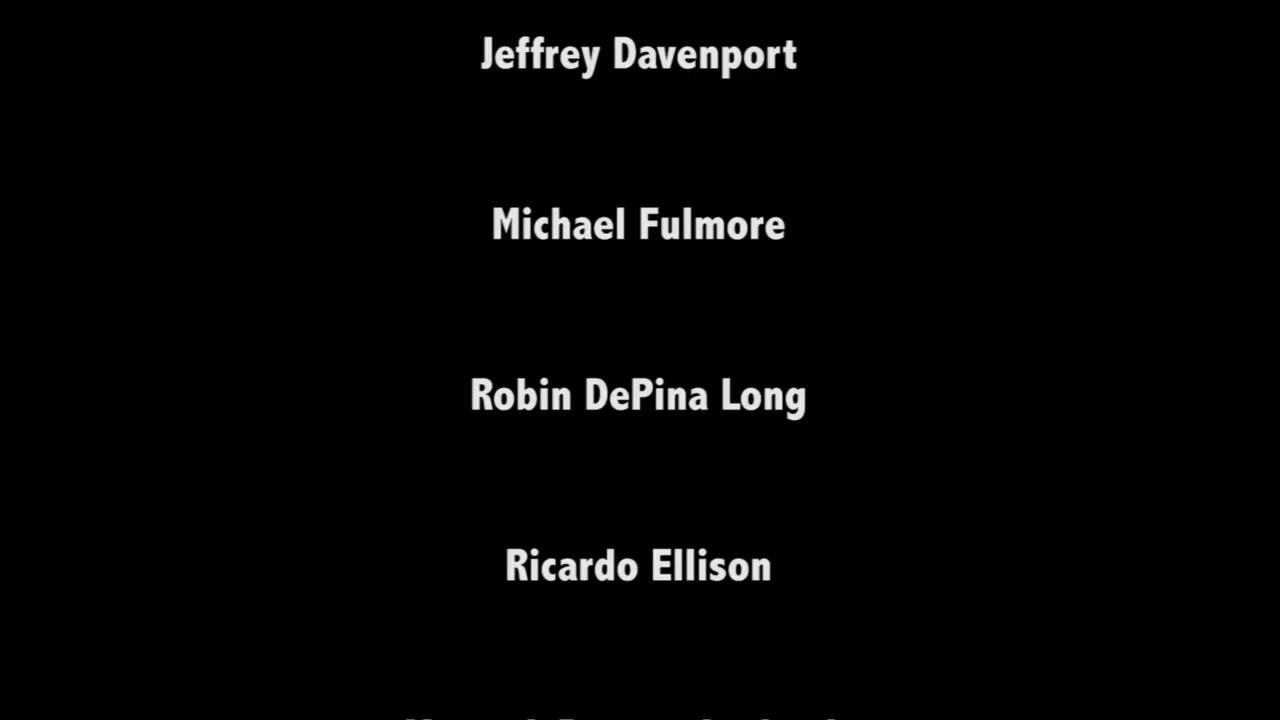 Jeffrey Davenport
Michael Fulmore
Robin DePina Long
Ricardo Ellison